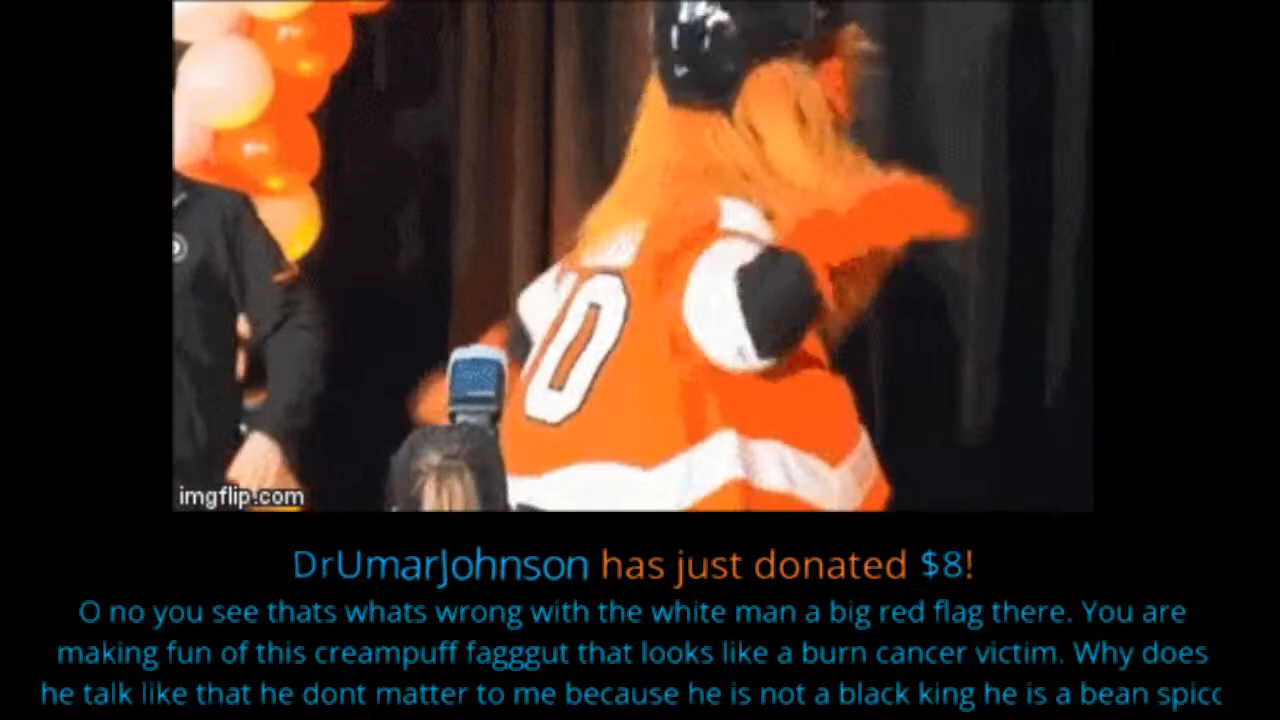 0
imgflip.com
DrUmarJohnson has just donated $8!
O no you see thats whats wrong with the white man a big red flag there. You are
making fun of this creampuff fagggut that looks like a burn cancer victim. Why does
he talk like that he dont matter to me because he is not a black king he is a bean spicc